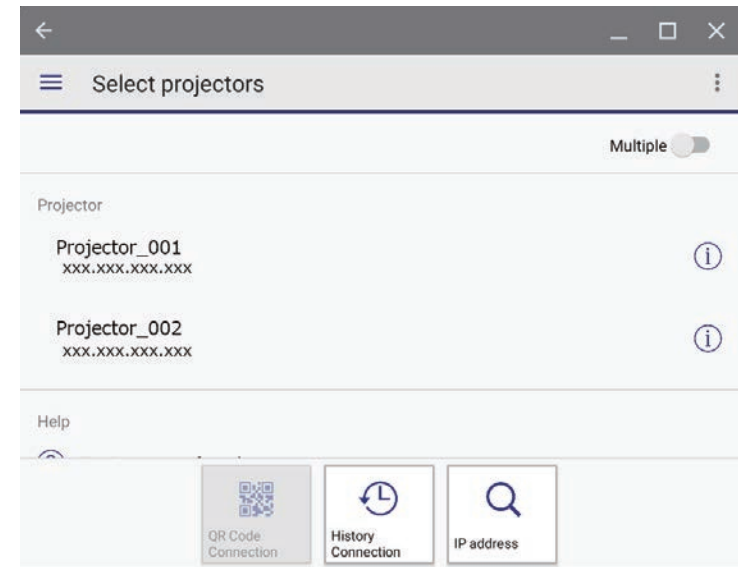 Select projectors
Multiple
Projector
Projector_001
xxx.xxx.xxx.xxx
Projector_002
xxx.xxx.xxx.xxx
Help
QR Code
Connection
History
Connection
IP address